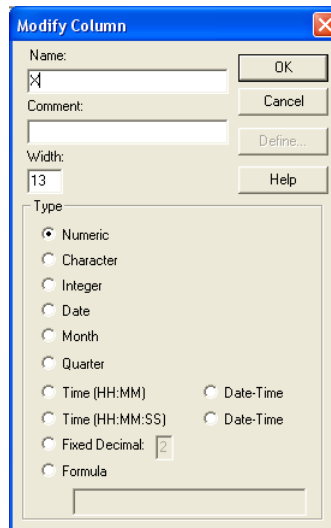 Modify Column
Name:
X
OK
Comment:
Cancel
Define...
Width:
13
Help
Type
Numeric
Character
Integer
Date
Month
Quarter
Time (HH:MM) Date-Time
Time (HH:MM:SS) Date-Time
Fixed Decimal: 2
Formula